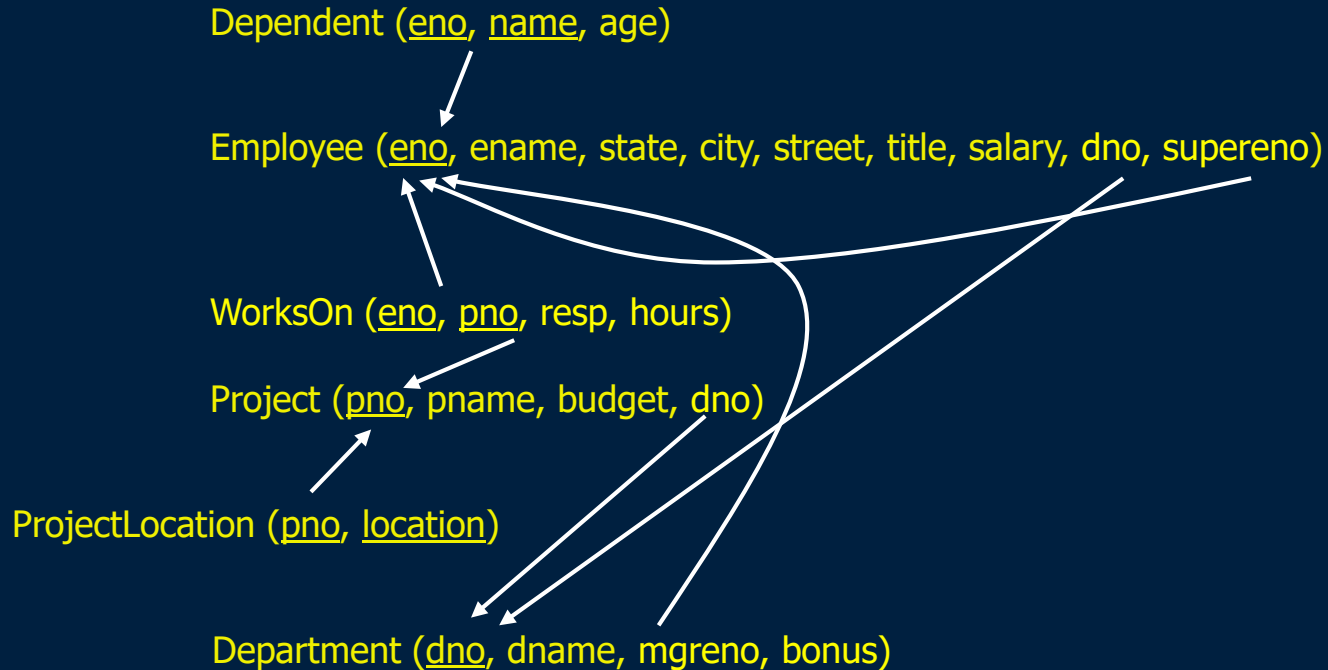 Dependent (eno, name, age)
Employee (eno, ename, state, city, street, title, salary, dno, supereno)
WorksOn (eno, pno, resp, hours)
Project (pno, pname, budget, dno)
ProjectLocation (pno, location)
Department (dno, dname, mgreno, bonus)